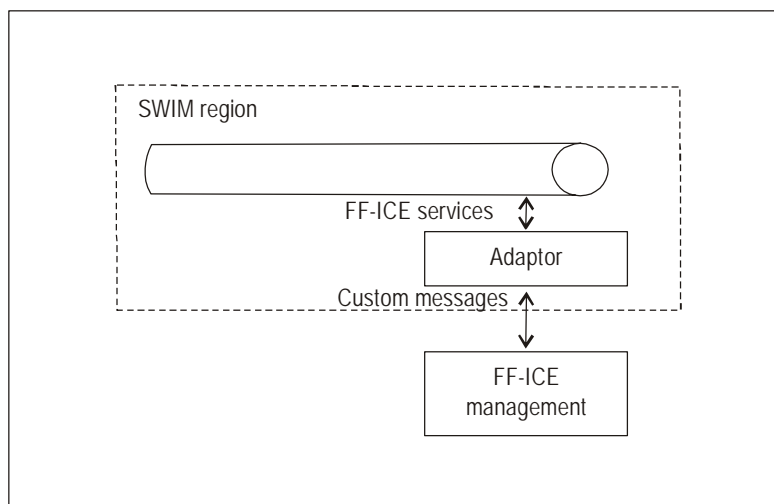 SWIM region
FF-ICE services
Adaptor
Custom messages
FF-ICE
management